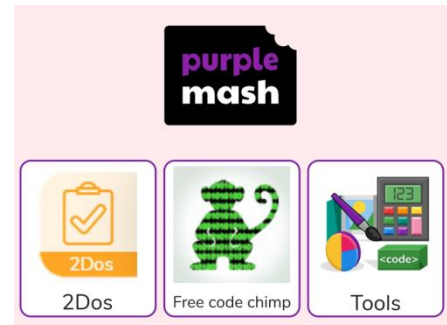 purple
mash
2Dos
123
<code>
2Dos
Free code chimp
Tools